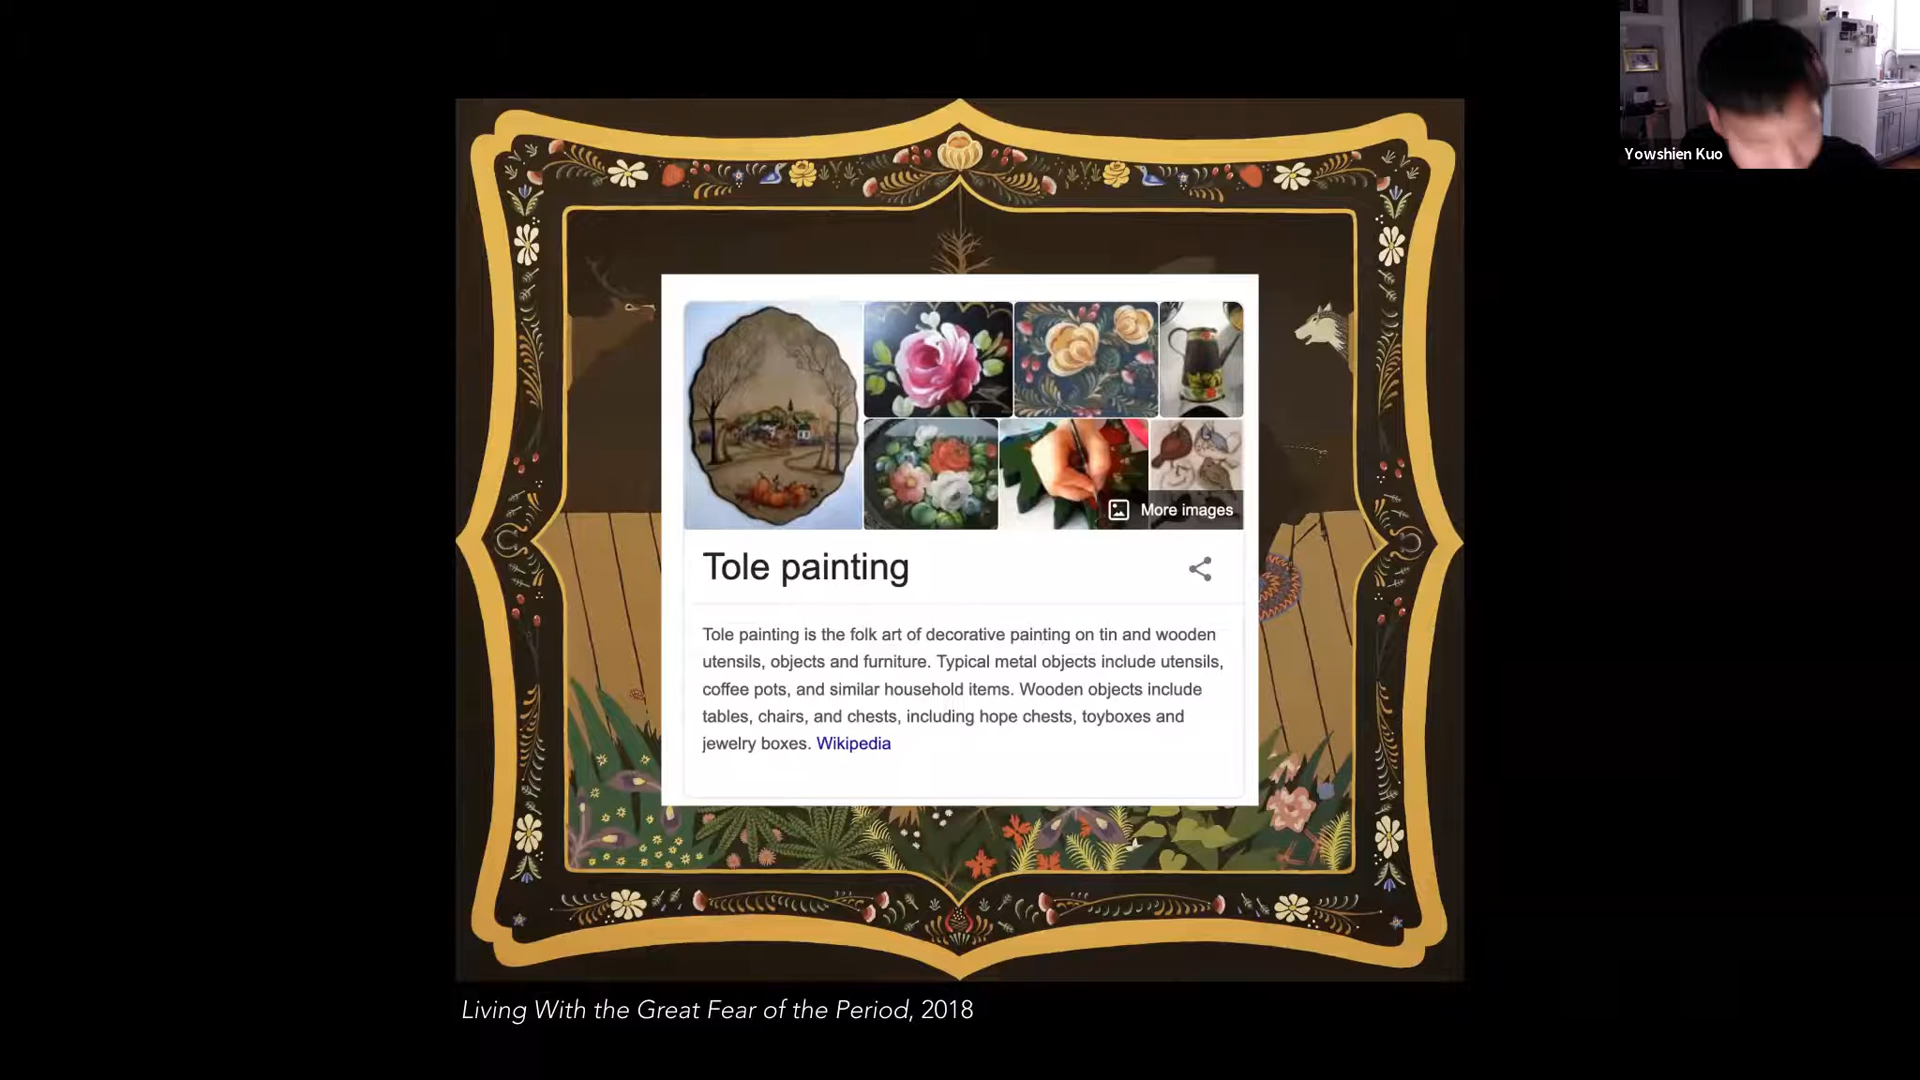 Yowshien Kuo
More images
Tole painting
Tole painting is the folk art of decorative painting on tin and wooden
utensils, objects and furniture. Typical metal objects include utensils,
coffee pots, and similar household items. Wooden objects include
tables, chairs, and chests, including hope chests, toyboxes and
jewelry boxes. Wikipedia
Living With the Great Fear of the Period, 2018